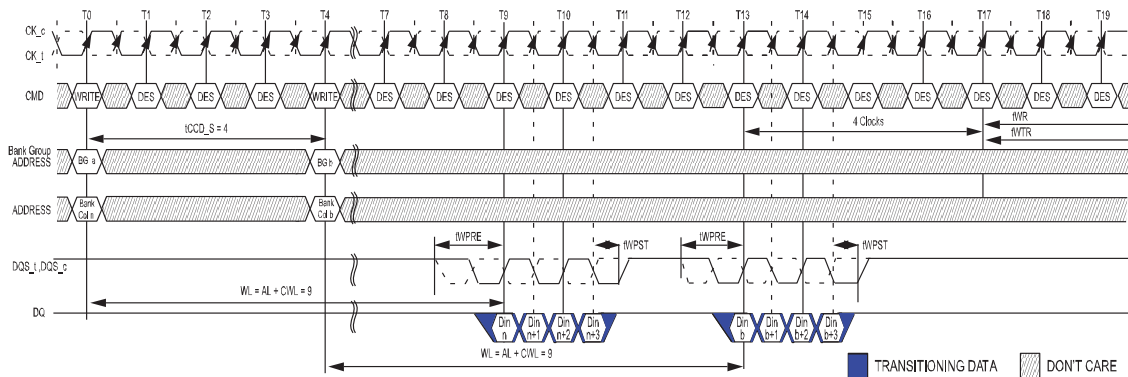 T0 T1 T2 T3 T4 T7 T8 T9 T10 T11 T12 T13 T14 T15 T16 T17 T18 T19
CK_c
CK_t
CMD WRITE DES DES DES WRITE DES DES DES DES DES DES DES DES DES DES DES DES DES
tCCD_S = 4 4 Clocks tWR
tWTR
Bank Group
ADDRESS BG a BG b
ADDRESS Bank
Col n Bank
Col b
tWPRE tWPST tWPRE tWPST
DQS_t ,DQS_c
WL = AL + CWL = 9
DQ Din
n Din
n+1 Din
n+2 Din
n+3 Din
b Din
b+1 Din
b+2 Din
b+3
WL = AL + CWL = 9
TRANSITIONING DATA DON'T CARE